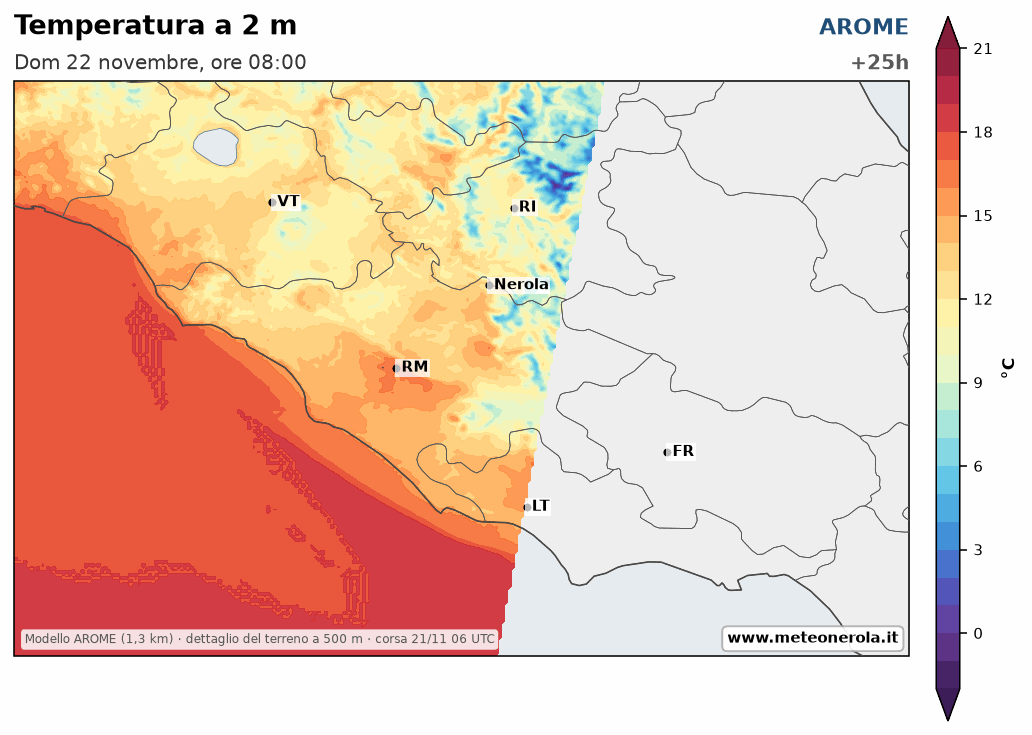 Temperatura a 2 m
AROME
Dom 22 novembre, ore 08:00
+25h
21
18
15
12
9
6
3
0
°C
VT
RI
Nerola
RM
FR
LT
Modello AROME (1,3 km) · dettaglio del terreno a 500 m · corsa 21/11 06 UTC
www.meteonerola.it